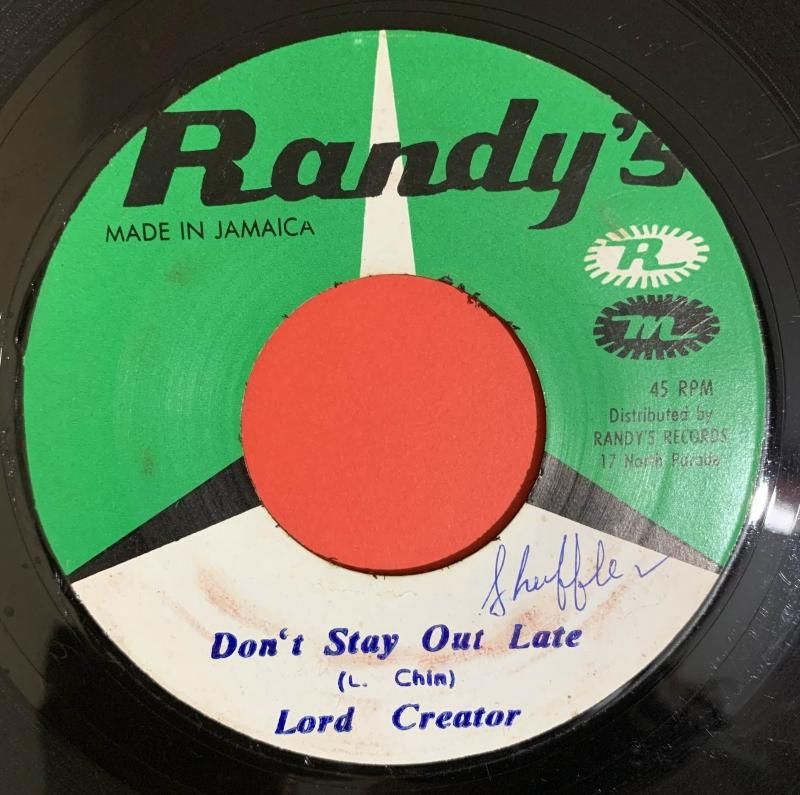 Randy's
MADE IN JAMAICA
R
m
45 RPM
Distributed by
RANDY'S RECORDS
17 North Parade
Shuffler
Don't Stay Out Late
(L. Chin)
Lord Creator